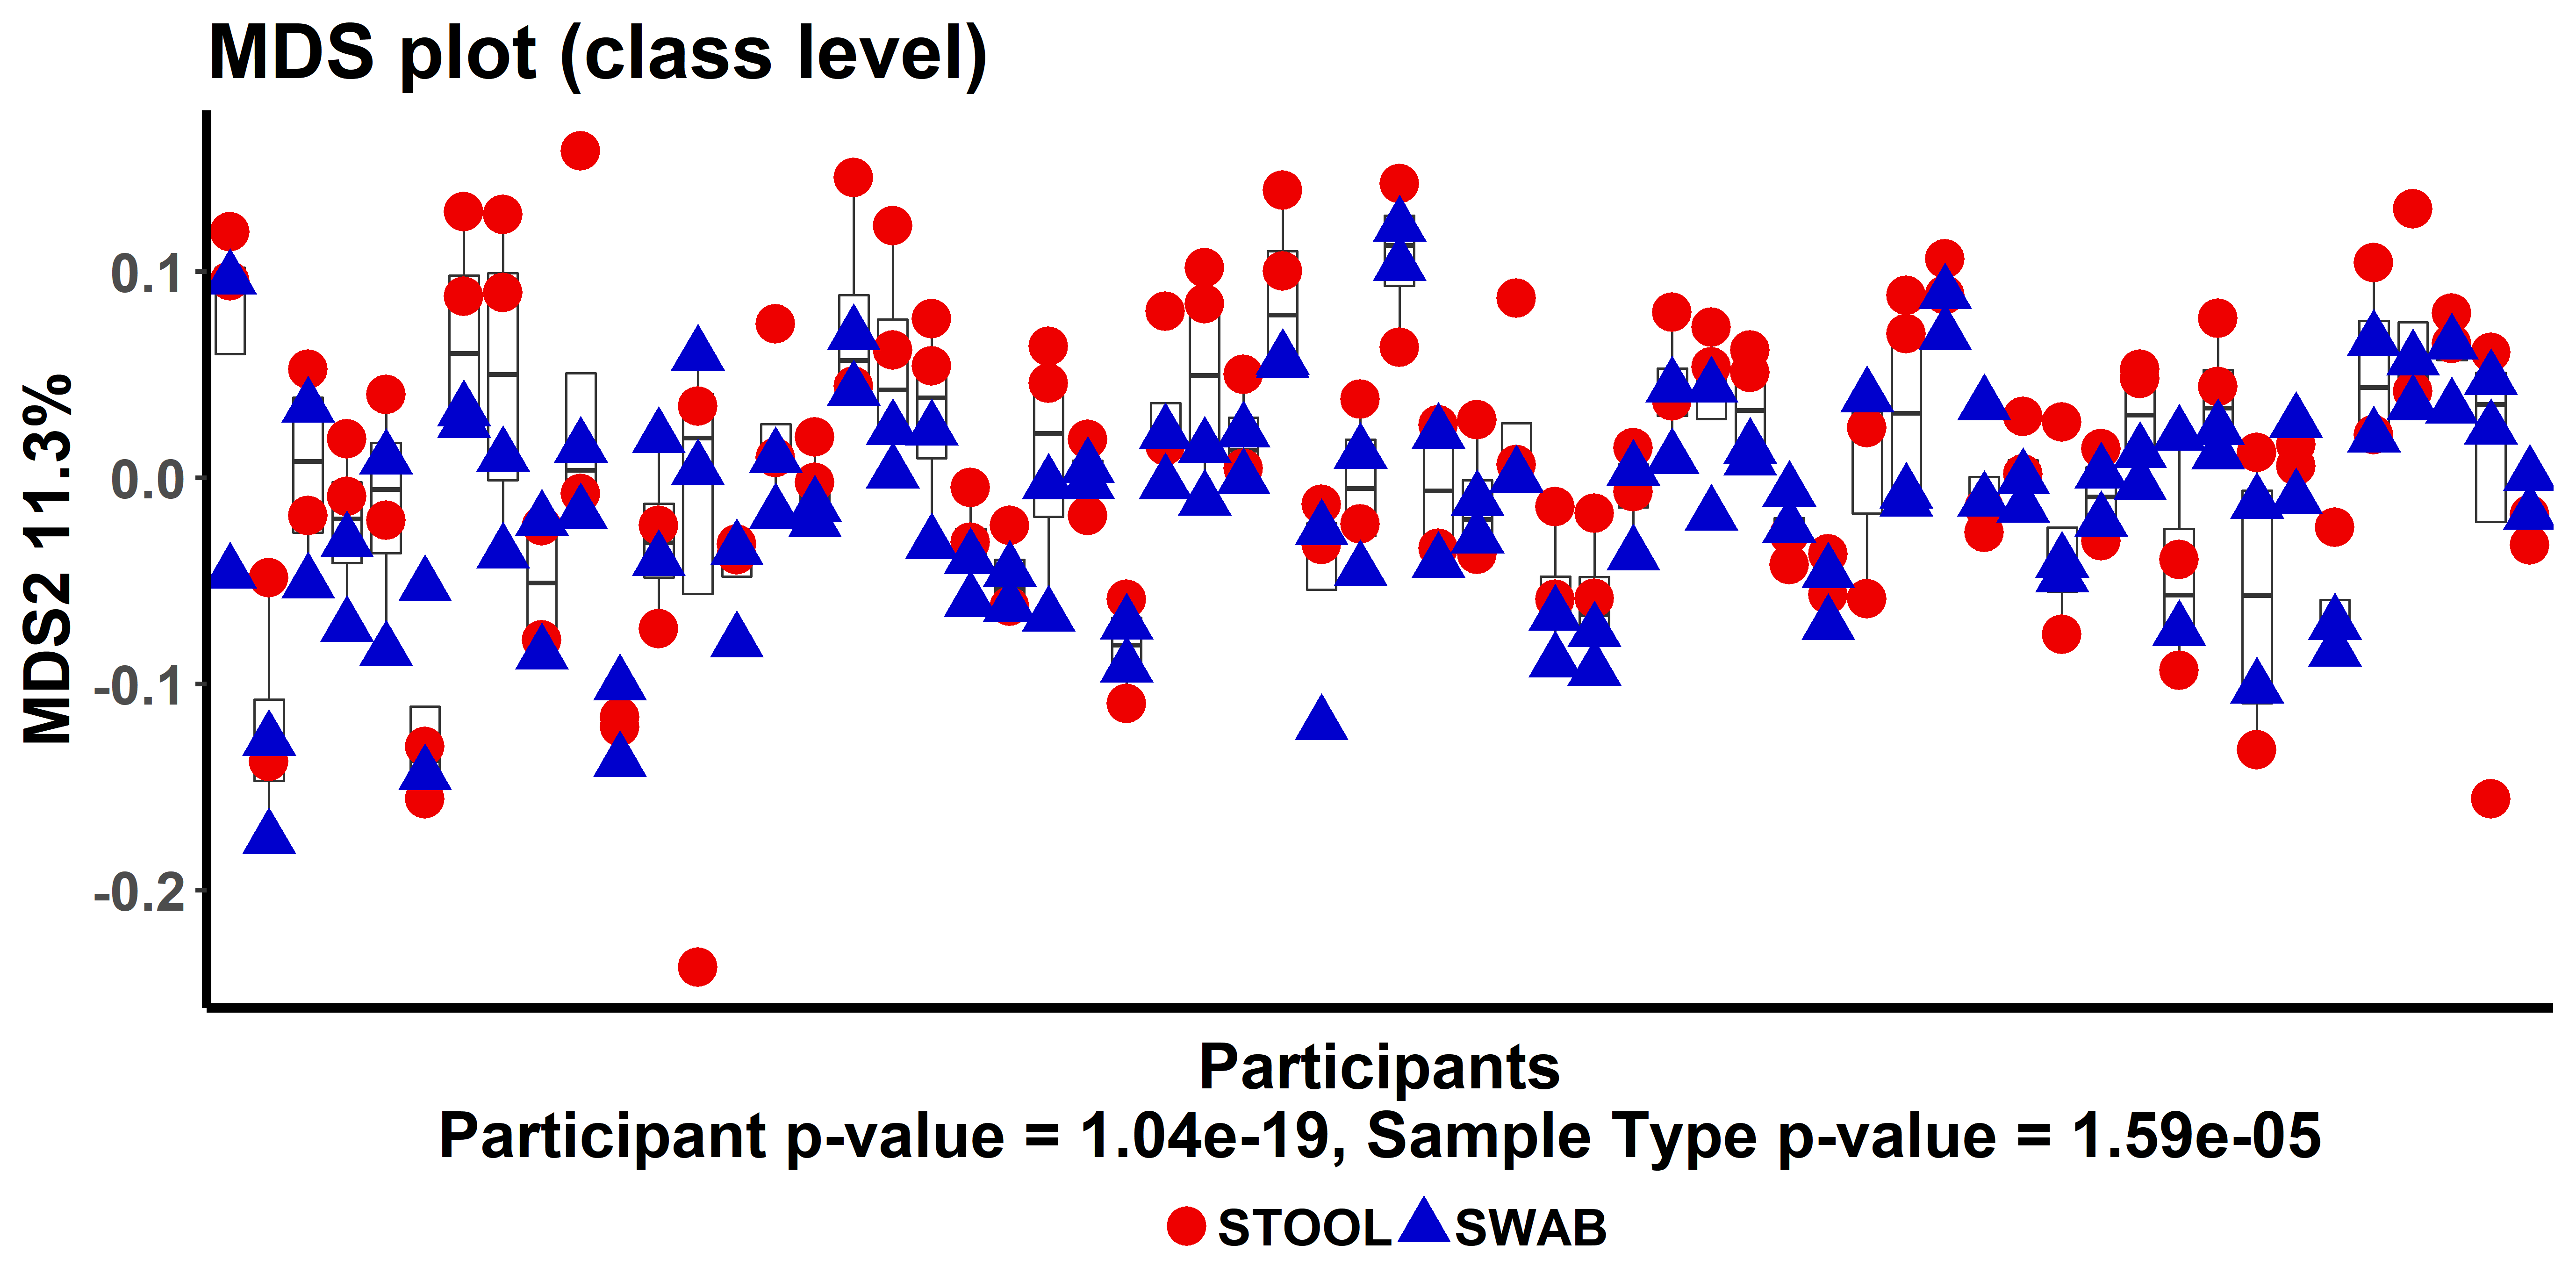 MDS plot (class level)
MDS2 11.3%
0.1
0.0
-0.1
-0.2
Participants
Participant p-value = 1.04e-19, Sample Type p-value = 1.59e-05
STOOL SWAB